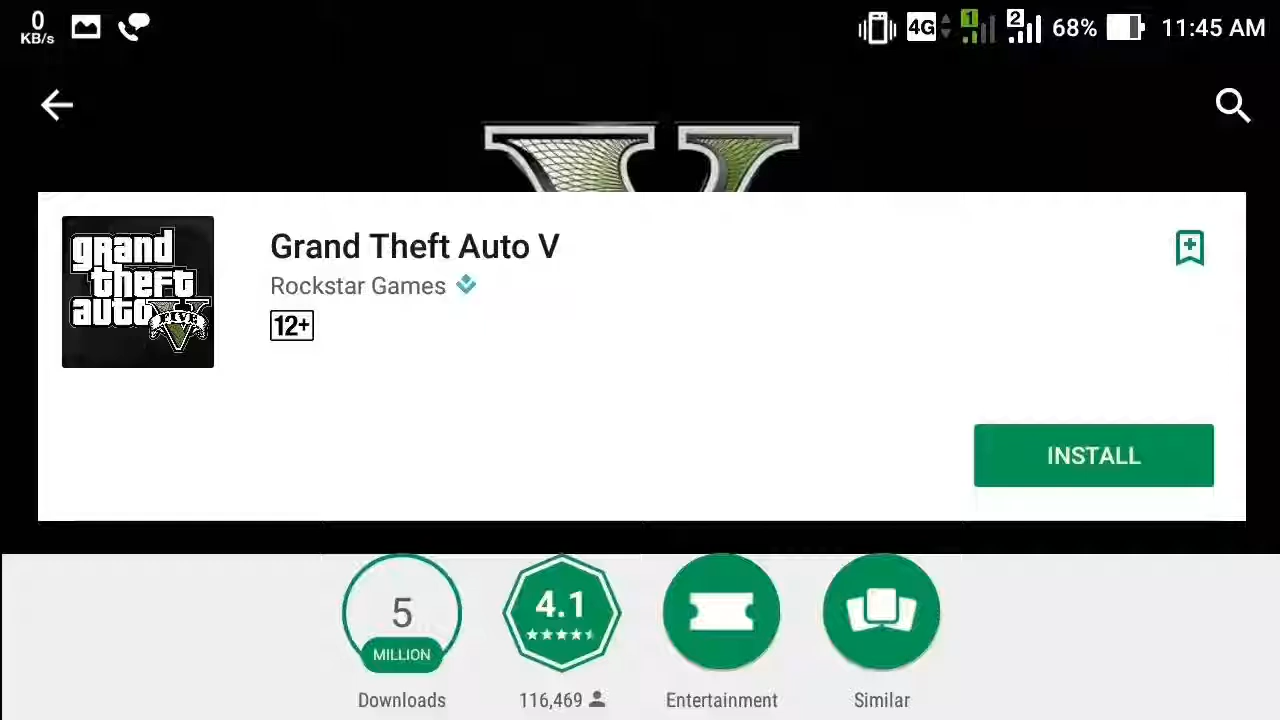 0
KB/s
4G
1
2
68%
11:45 AM
grand
theft
auto
V
FIVE
Grand Theft Auto V
Rockstar Games
12+
INSTALL
5
MILLION
4.1
Downloads
116,469
Entertainment
Similar